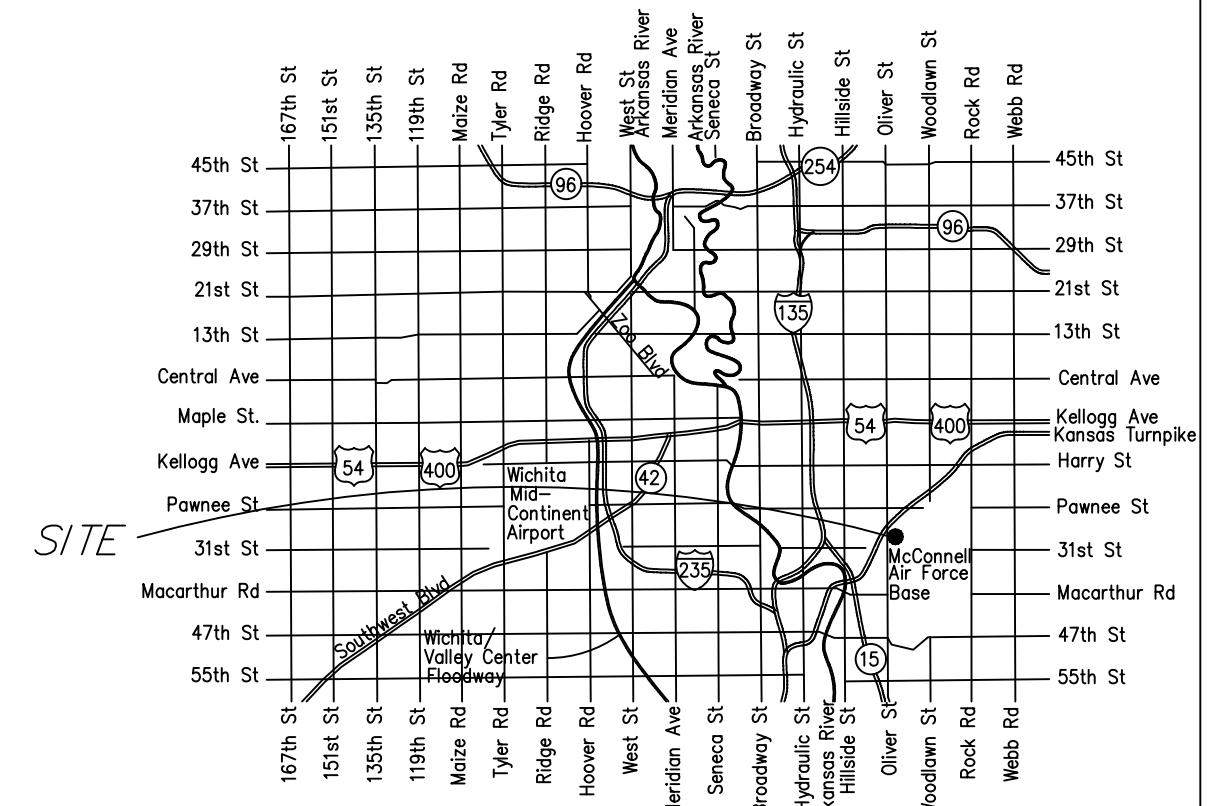 167th St
151st St
135th St
119th St
Maize Rd
Tyler Rd
Ridge Rd
Hoover Rd
West St
Arkansas River
Meridian Ave
Arkansas River
Seneca St
Broadway St
Hydraulic St
Hillside St
Oliver St
Woodlawn St
Rock Rd
Webb Rd
45th St
254
45th St
96
37th St
37th St
96
29th St
29th St
21st St
21st St
135
13th St
Zoo Blvd
13th St
Central Ave
Central Ave
Maple St.
54
400
Kellogg Ave
Kansas Turnpike
Kellogg Ave
54
400
Harry St
Wichita
Mid-
Continent
Airport
42
Pawnee St
Pawnee St
SITE
31st St
31st St
McConnell
Air Force
Base
235
Macarthur Rd
Macarthur Rd
Southwest Blvd
47th St
47th St
Wichita/
Valley Center
Floodway
15
55th St
55th St
167th St
151st St
135th St
119th St
Maize Rd
Tyler Rd
Ridge Rd
Hoover Rd
West St
eridian Ave
Seneca St
roadway St
Hydraulic St
kansas River
Hillside St
Oliver St
oodlawn St
Rock Rd
Webb Rd